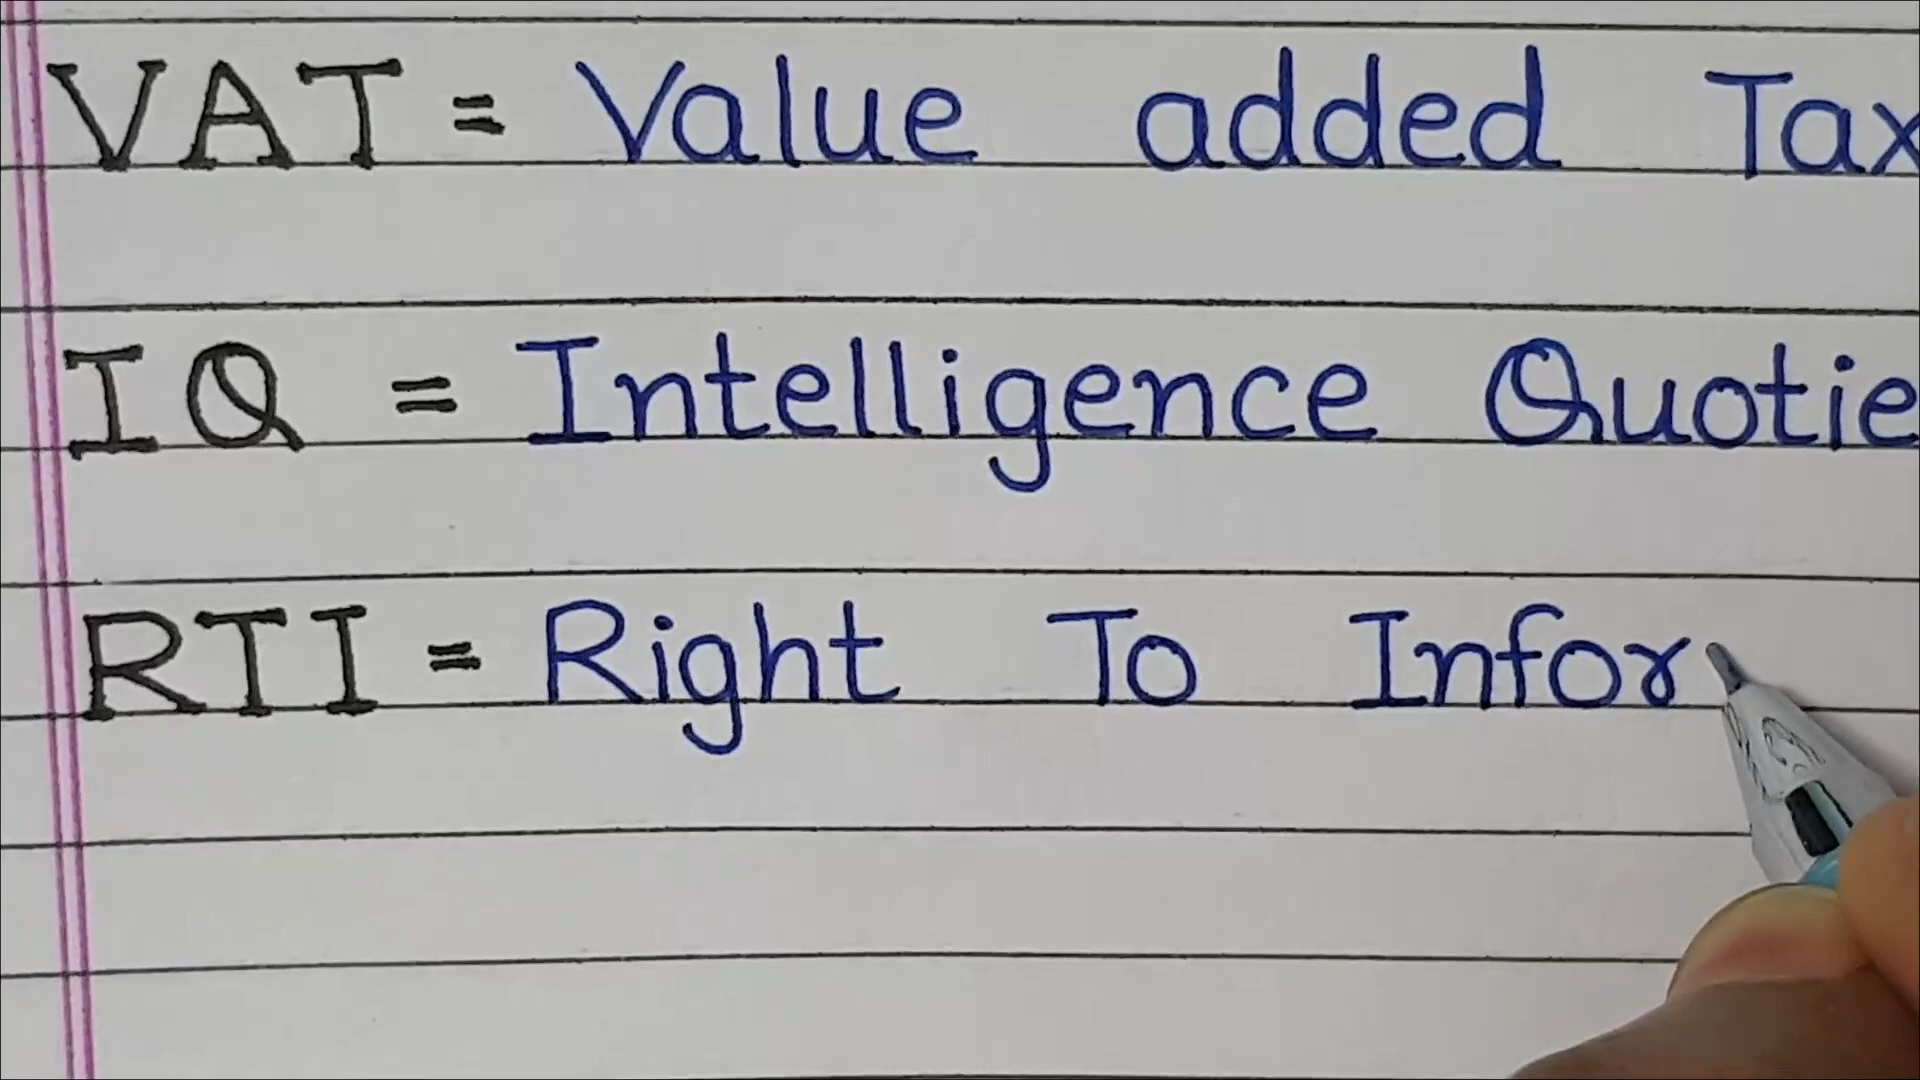 VAT = Value added Tax
IQ = Intelligence Quotie
RTI = Right To Infor